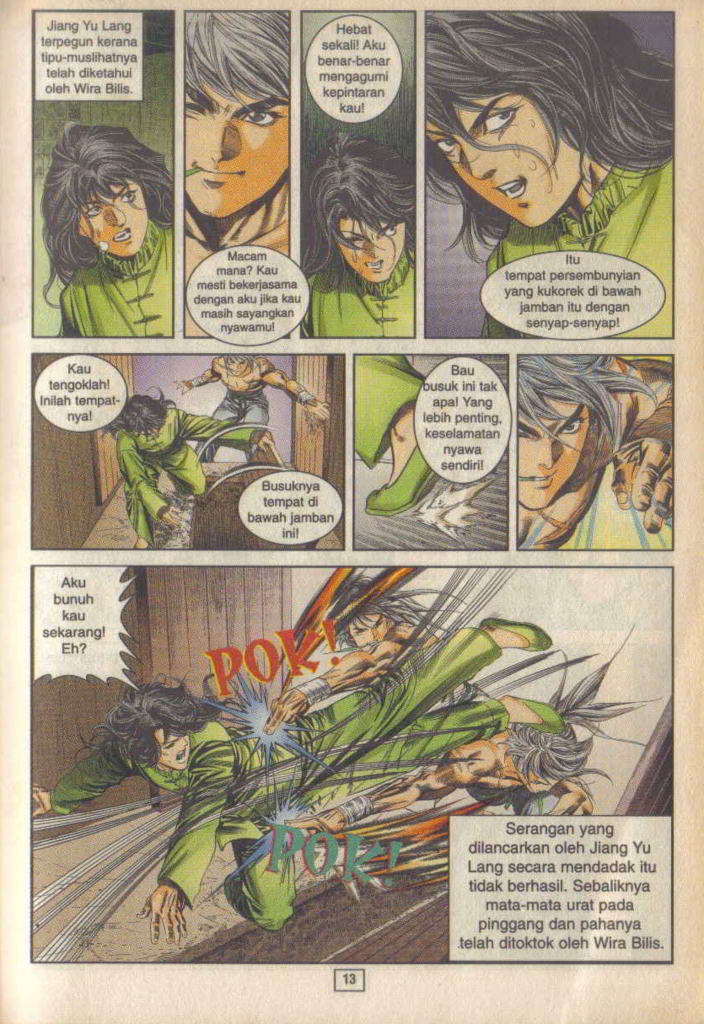 Jiang Yu Lang
terpegun kerana
tipu-muslihatnya
telah diketahui
oleh Wira Bilis.
Macam
mana? Kau
mesti bekerjasama
dengan aku jika kau
masih sayangkan
nyawamu!
Hebat
sekali! Aku
benar-benar
mengagumi
kepintaran
kau!
Itu
tempat persembunyian
yang kukorek di bawah
jamban itu dengan
senyap-senyap!
Kau
tengoklah!
Inilah tempat-
nya!
Busuknya
tempat di
bawah jamban
ini!
Bau
busuk ini tak
apa! Yang
lebih penting,
keselamatan
nyawa
sendiri!
Aku
bunuh
kau
sekarang!
Eh?
POK!
POK!
Serangan yang
dilancarkan oleh Jiang Yu
Lang secara mendadak itu
tidak berhasil. Sebaliknya
mata-mata urat pada
pinggang dan pahanya
telah ditoktok oleh Wira Bilis.
13